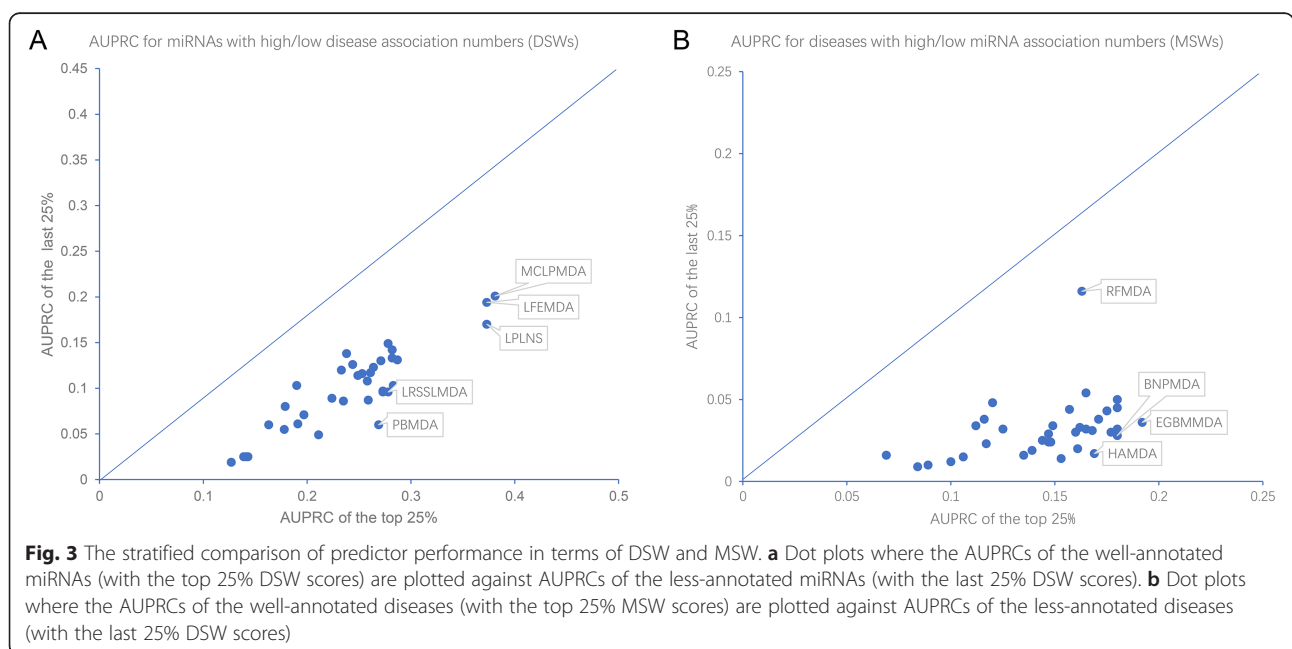 A
AUPRC for miRNAs with high/low disease association numbers (DSWs)
0.45
0.4
0.35
0.3
0.25
0.2
0.15
0.1
0.05
0
AUPRC of the last 25%
MCLPMDA
LFEMDA
LPLNS
LRSSLMDA
PBMDA
0
0.1
0.2
0.3
0.4
0.5
AUPRC of the top 25%
B
AUPRC for diseases with high/low miRNA association numbers (MSWs)
0.25
0.2
0.15
0.1
0.05
0
AUPRC of the last 25%
RFMDA
BNPMDA
EGBMMDA
HAMDA
0
0.05
0.1
0.15
0.2
0.25
AUPRC of the top 25%
Fig. 3 The stratified comparison of predictor performance in terms of DSW and MSW. a Dot plots where the AUPRCs of the well-annotated
miRNAs (with the top 25% DSW scores) are plotted against AUPRCs of the less-annotated miRNAs (with the last 25% DSW scores). b Dot plots
where the AUPRCs of the well-annotated diseases (with the top 25% MSW scores) are plotted against AUPRCs of the less-annotated diseases
(with the last 25% DSW scores)